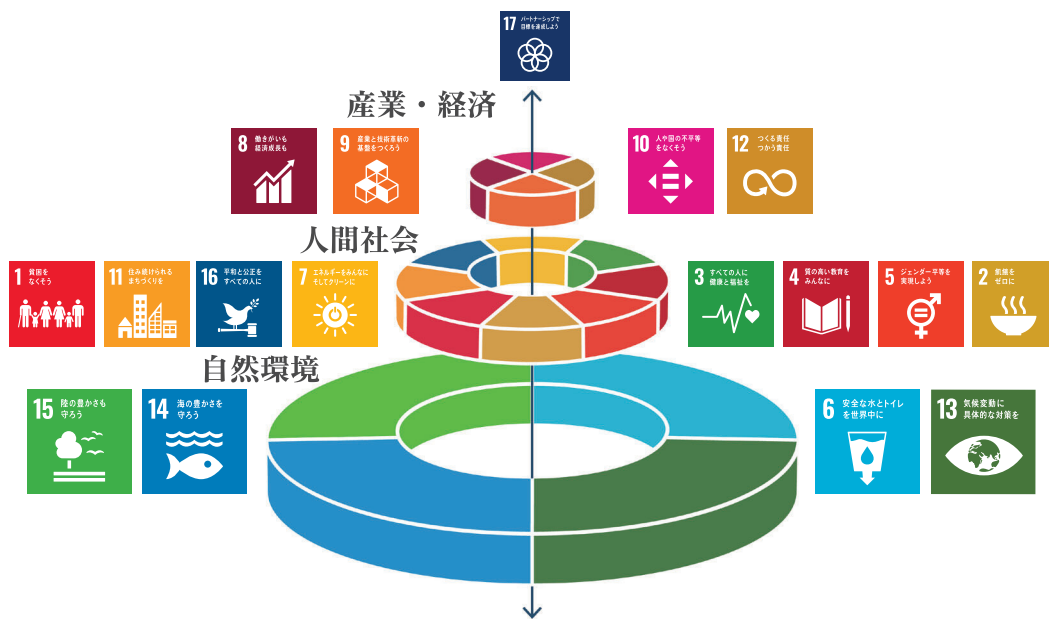 17 パートナーシップで
目標を達成しよう
産業・経済
8 働きがいも
経済成長も
9 産業と技術革新の
基盤をつくろう
10 人や国の不平等
をなくそう
12 つくる責任
つかう責任
人間社会
1 貧困を
なくそう
11 住み続けられる
まちづくりを
16 平和と公正を
すべての人に
7 エネルギーをみんなに
そしてクリーンに
3 すべての人に
健康と福祉を
4 質の高い教育を
みんなに
5 ジェンダー平等を
実現しよう
2 飢餓を
ゼロに
自然環境
15 陸の豊かさも
守ろう
14 海の豊かさを
守ろう
6 安全な水とトイレ
を世界中に
13 気候変動に
具体的な対策を